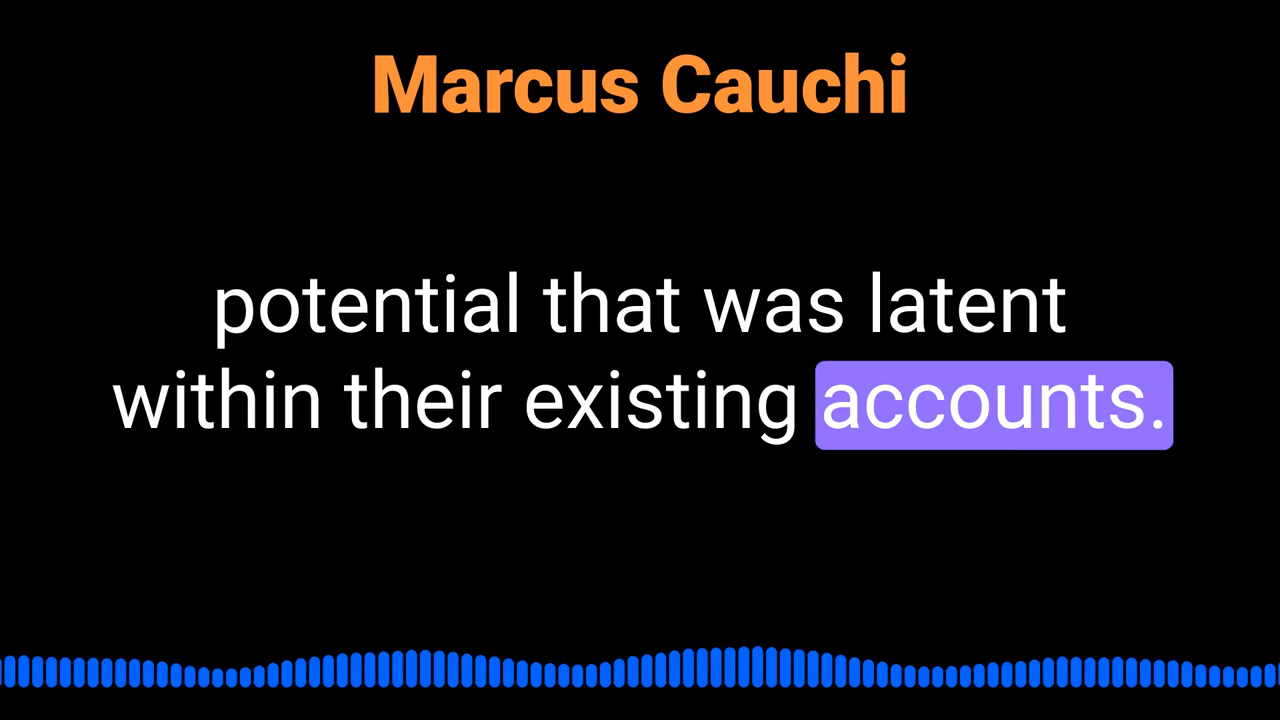 Marcus Cauchi
potential that was latent
within their existing accounts.